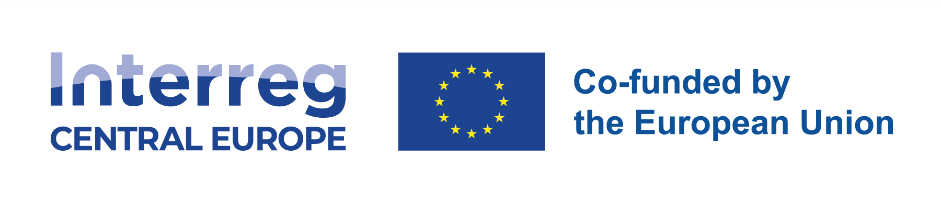 Interreg
CENTRAL EUROPE
Co-funded by
the European Union